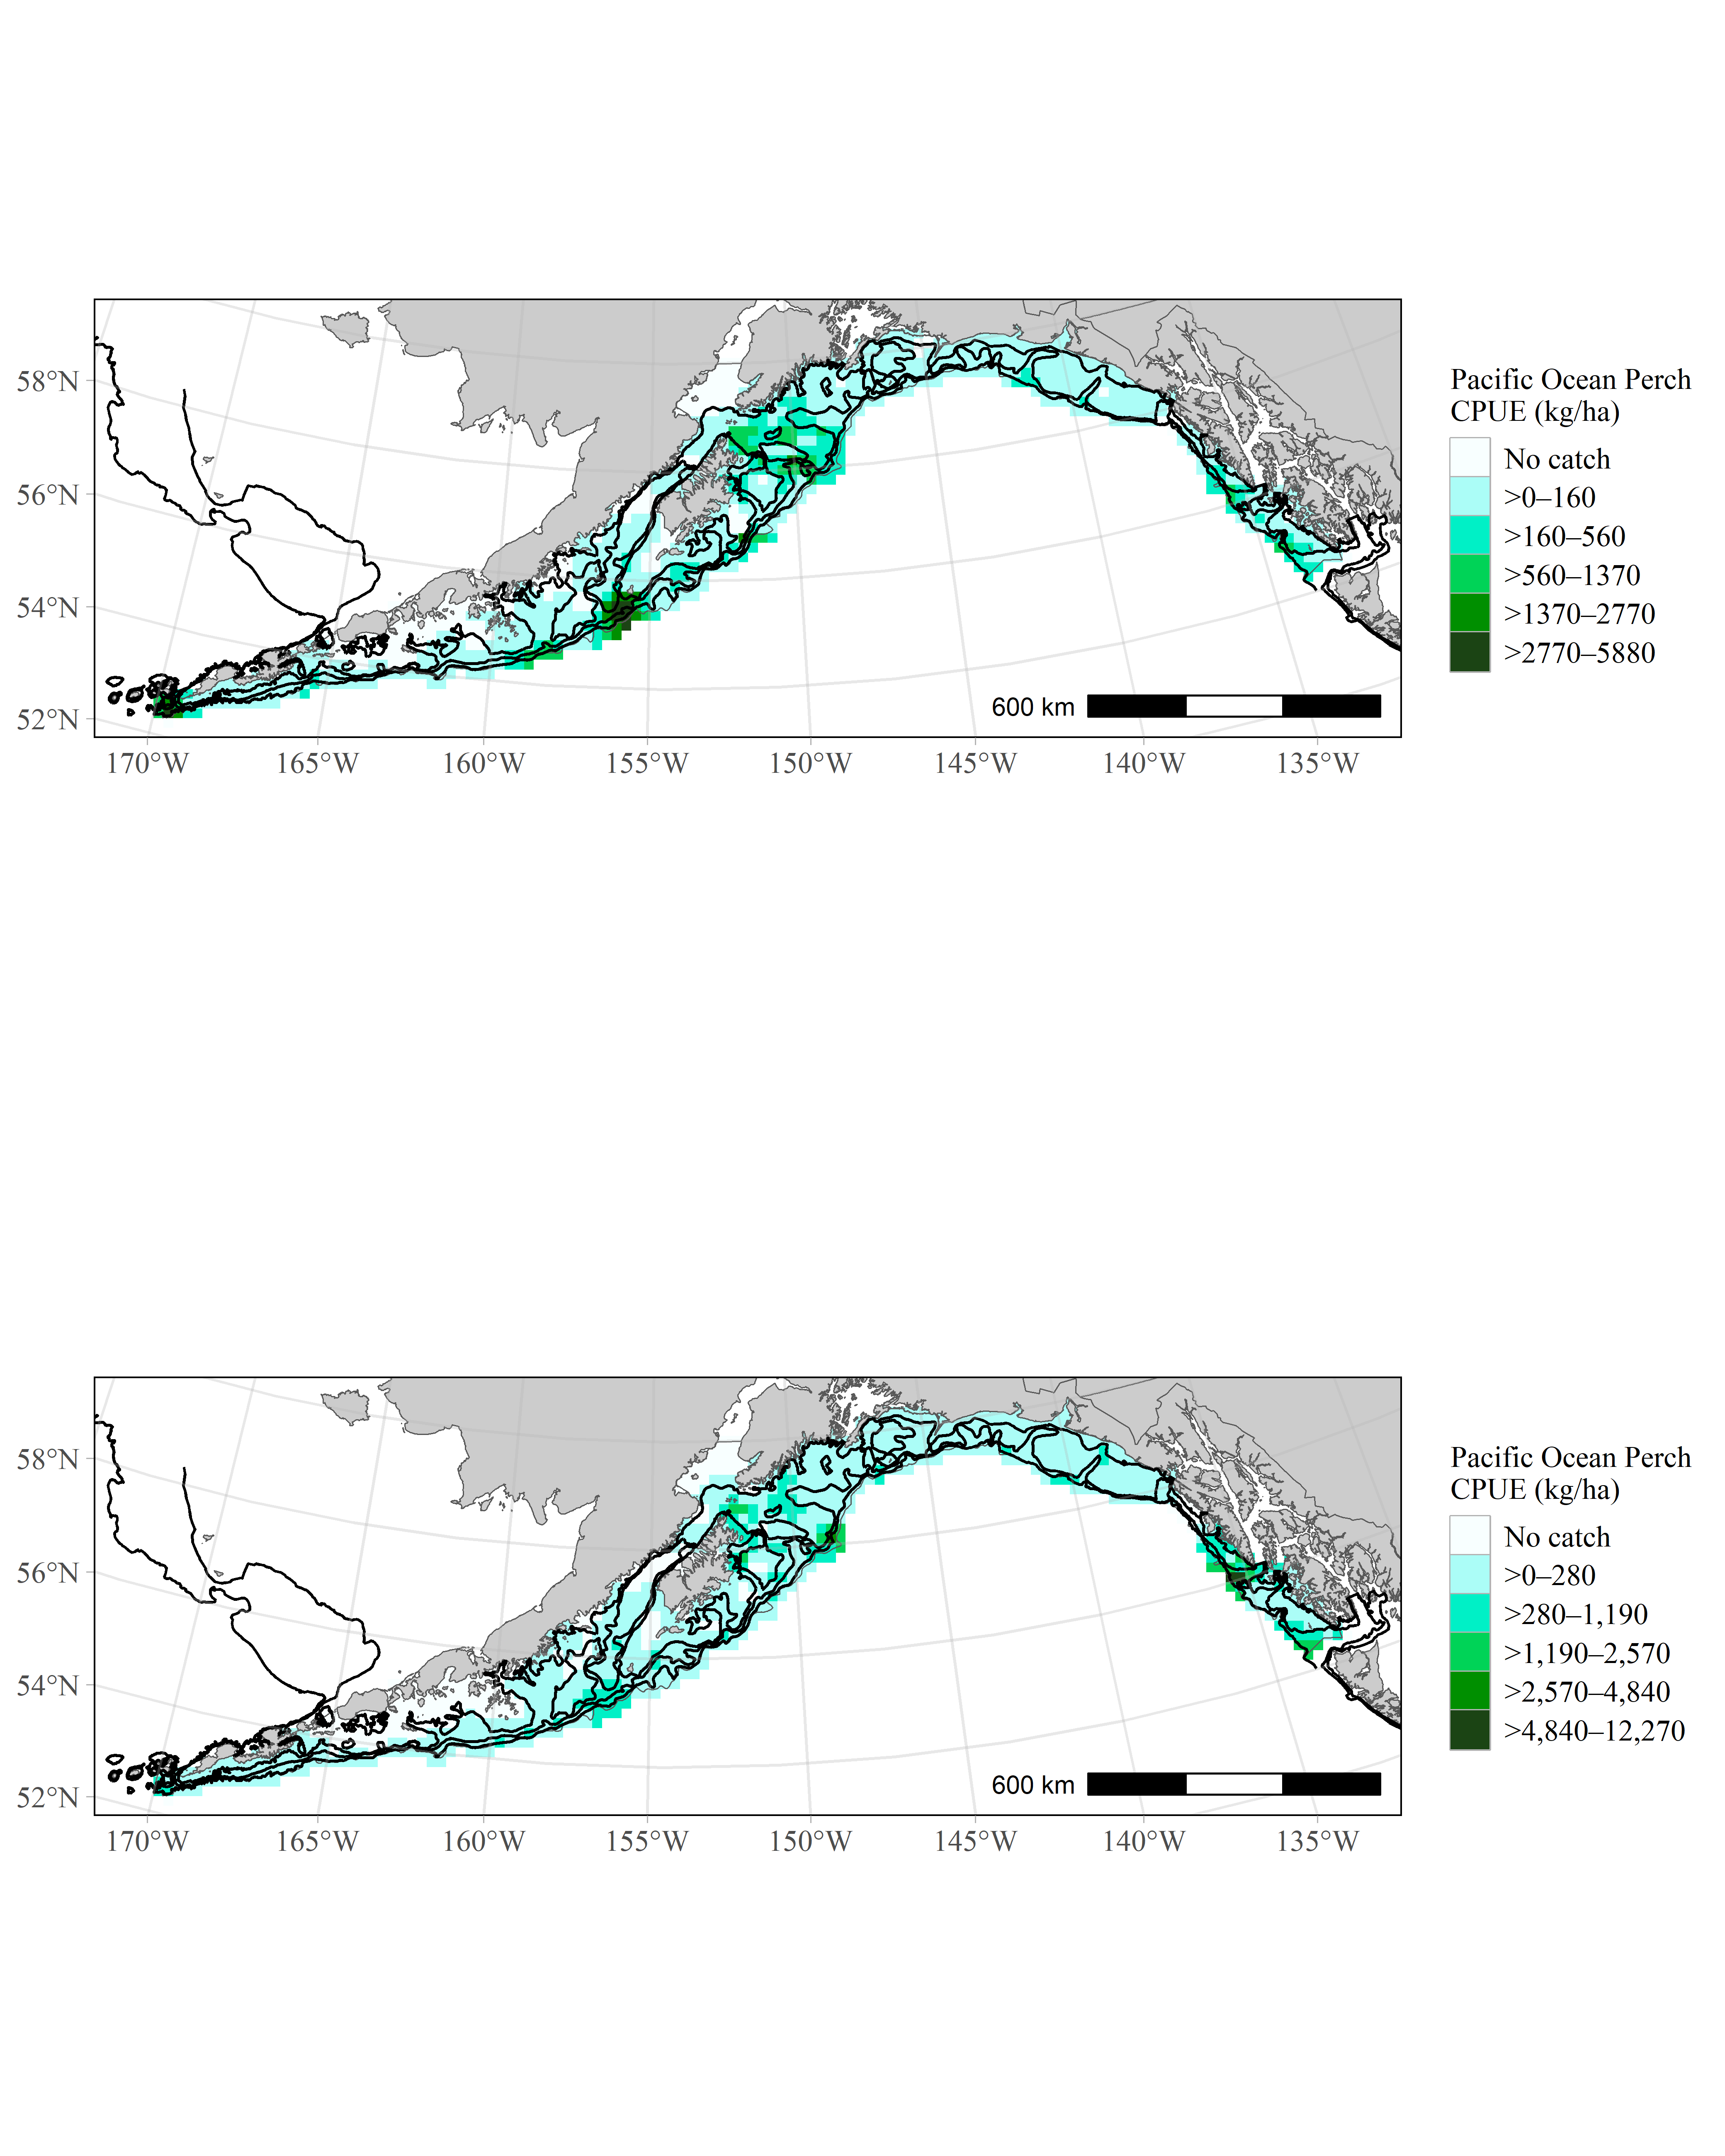 Pacific Ocean Perch
CPUE (kg/ha)
No catch
>0–160
>160–560
>560–1370
>1370–2770
>2770–5880
58°N
56°N
54°N
52°N
600 km
170°W 165°W 160°W 155°W 150°W 145°W 140°W 135°W
Pacific Ocean Perch
CPUE (kg/ha)
No catch
>0–280
>280–1,190
>1,190–2,570
>2,570–4,840
>4,840–12,270
58°N
56°N
54°N
52°N
600 km
170°W 165°W 160°W 155°W 150°W 145°W 140°W 135°W